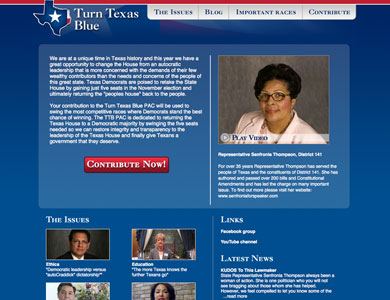 Turn Texas
Blue
The Issues
Blog
Important races
Contribute
We are at a unique time in Texas history and this year we have a
great opportunity to change the House from an autocratic
leadership that is more concerned with the demands of their few
wealthy contributors than the needs and concerns of the people of
this great state. Texas Democrats are poised to retake the State
House by gaining just five seats in the November election and
ultimately returning the "peoples house" back to the people.
Your contribution to the Turn Texas Blue PAC will be used to
swing the most competitive races where Democrats stand the best
chance of winning. The TTB PAC is dedicated to returning the
Texas House to a Democratic majority by swinging the five seats
needed so we can restore integrity and transparency to the
leadership of the Texas House and finally give Texans a
government that they deserve.
Contribute Now!
Play Video
Representative Senfronia Thompson, District 141
For over 36 years Representative Thompson has served the
people of Texas and the constituents of District 141. She has
authored and passed over 200 bills and Constitutional
Amendments and has led the charge on many important
issue. To find out more please visit her website:
www.senfroniaforspeaker.com
The Issues
Ethics
"Democratic leadership versus
"autoCraddick" dictatorship"
Education
"The more Texas knows the
further Texans go"
Links
Facebook group
YouTube channel
Latest News
KUDOS To This Lawmaker
State Representative Senfronia Thompson always been a
woman of action. She is one politician who you will not
see bragging about those whom she has helped.
However, we feel compelled to let you know some of the
... read more